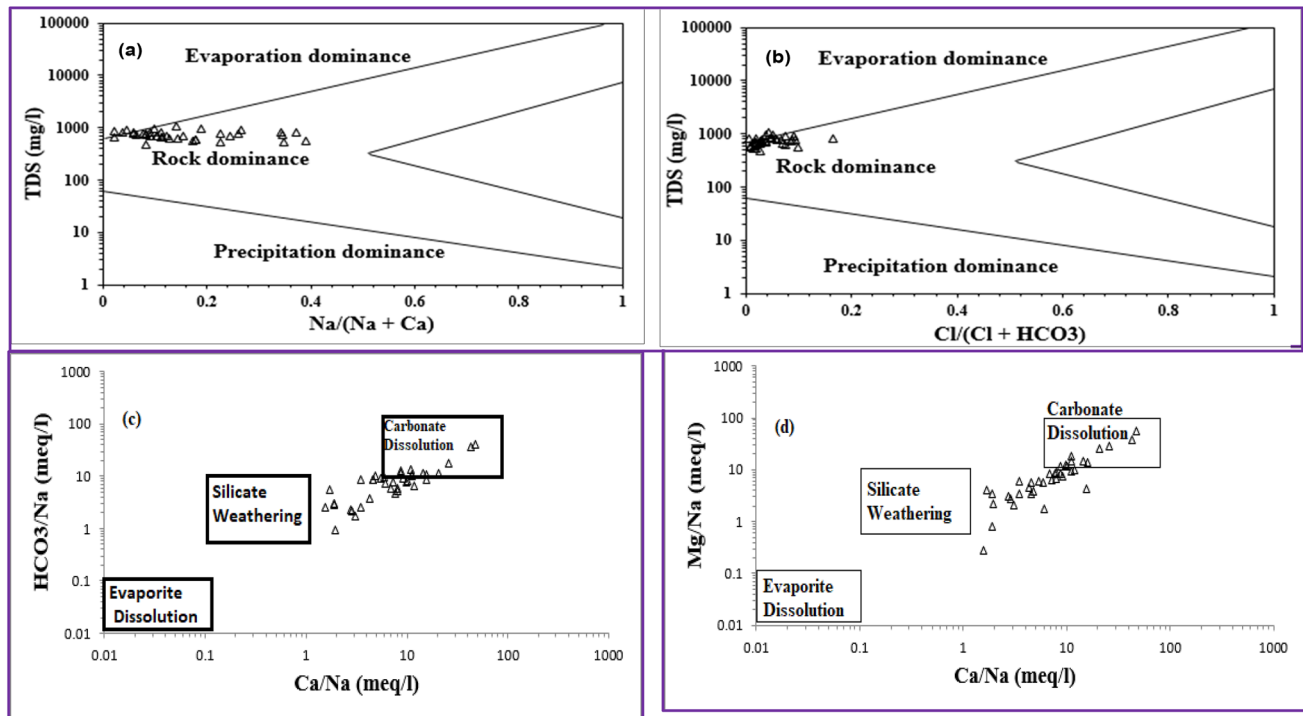 (a)
Evaporation dominance
Rock dominance
Precipitation dominance
TDS (mg/l)
100000
10000
1000
100
10
1
0
0.2
0.4
0.6
0.8
1
Na/(Na + Ca)
(b)
Evaporation dominance
Rock dominance
Precipitation dominance
TDS (mg/l)
100000
10000
1000
100
10
1
0
0.2
0.4
0.6
0.8
1
Cl/(Cl + HCO3)
(c)
Carbonate
Dissolution
Silicate
Weathering
Evaporite
Dissolution
HCO3/Na (meq/l)
1000
100
10
1
0.1
0.01
0.01
0.1
1
10
100
1000
Ca/Na (meq/l)
(d)
Carbonate
Dissolution
Silicate
Weathering
Evaporite
Dissolution
Mg/Na (meq/l)
1000
100
10
1
0.1
0.01
0.01
0.1
1
10
100
1000
Ca/Na (meq/l)